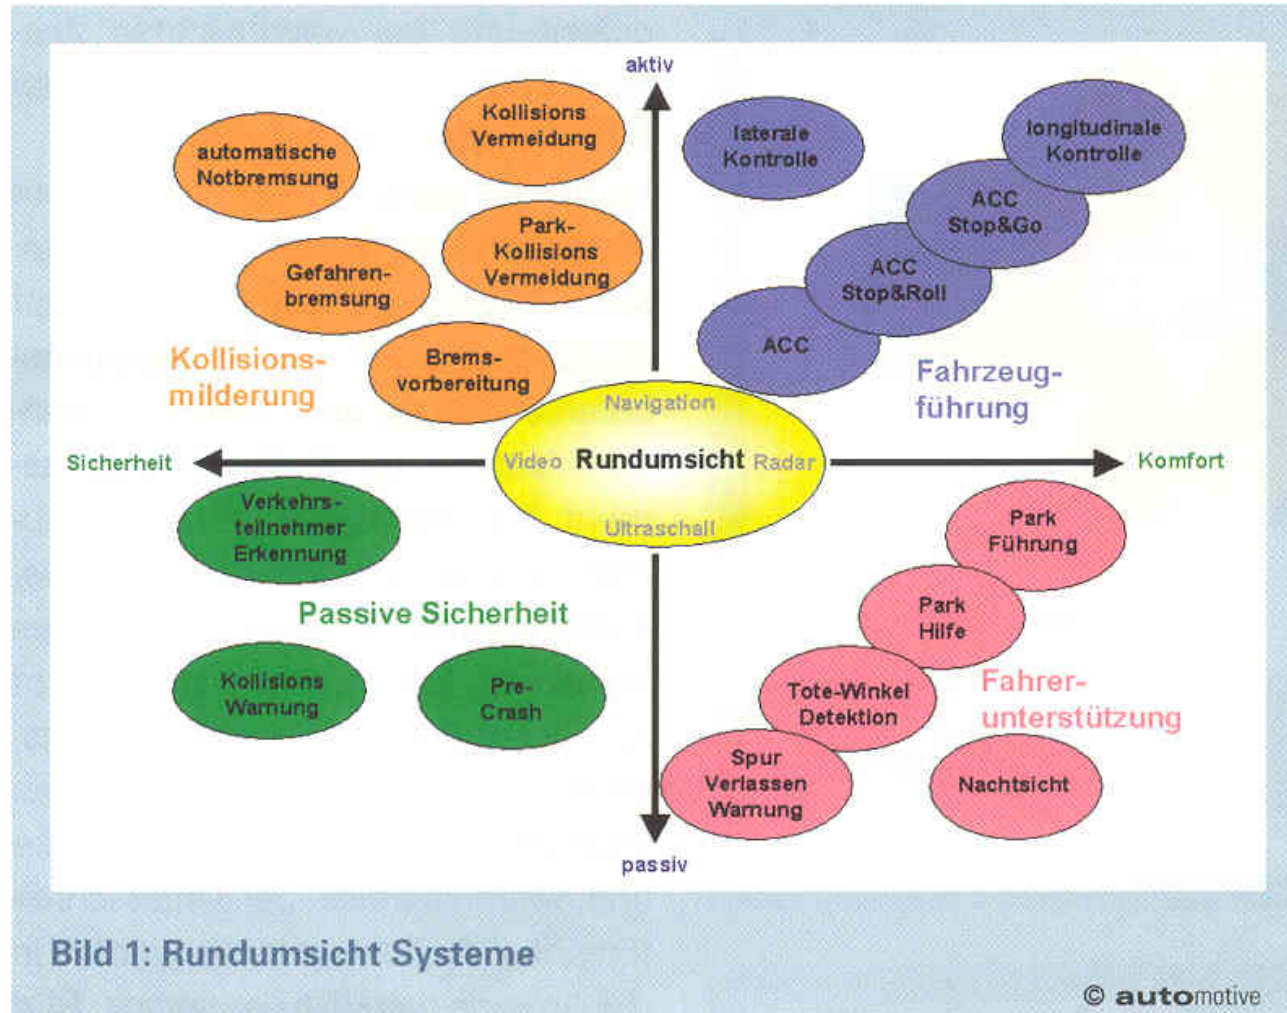 aktiv
Kollisions
Vermeidung
automatische
Notbremsung
Park-
Kollisions
Vermeidung
Gefahren-
bremsung
Brems-
vorbereitung
Kollisions-
milderung
laterale
Kontrolle
longitudinale
Kontrolle
ACC
Stop&Go
ACC
Stop&Roll
ACC
Fahrzeug-
führung
Sicherheit
Navigation
Video Rundumsicht Radar
Ultraschall
Komfort
Verkehrs-
teilnehmer
Erkennung
Passive Sicherheit
Kollisions
Warnung
Pre-
Crash
Park
Führung
Park
Hilfe
Tote-Winkel
Detektion
Fahrer-
unterstützung
Spur
Verlassen
Warnung
Nachtsicht
passiv
Bild 1: Rundumsicht Systeme
© automotive